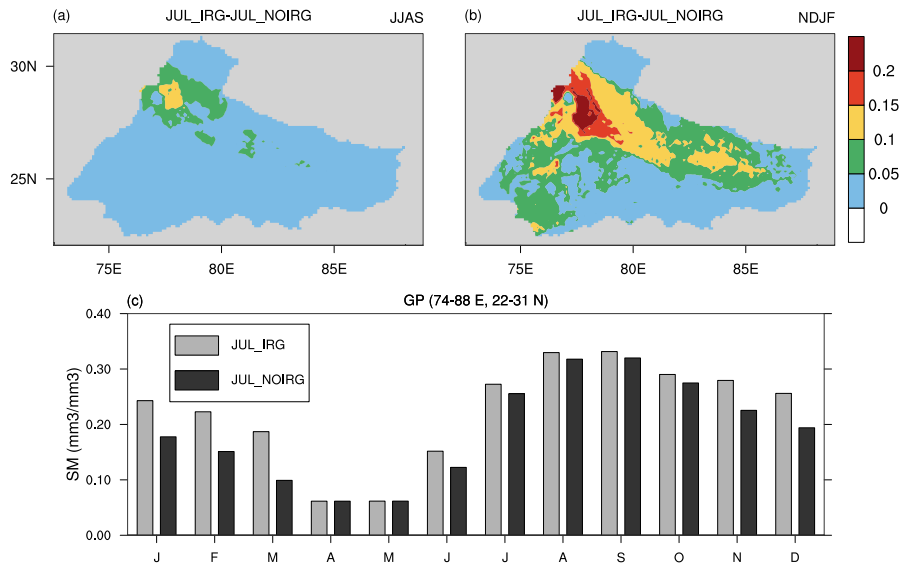 (a) JUL_IRG-JUL_NOIRG JJAS
(b) JUL_IRG-JUL_NOIRG NDJF
30N
25N
75E 80E 85E
75E 80E 85E
0.2
0.15
0.1
0.05
0
(c) GP (74-88 E, 22-31 N)
SM (mm3/mm3)
0.40
0.30
0.20
0.10
0.00
JUL_IRG
JUL_NOIRG
J F M A M J J A S O N D